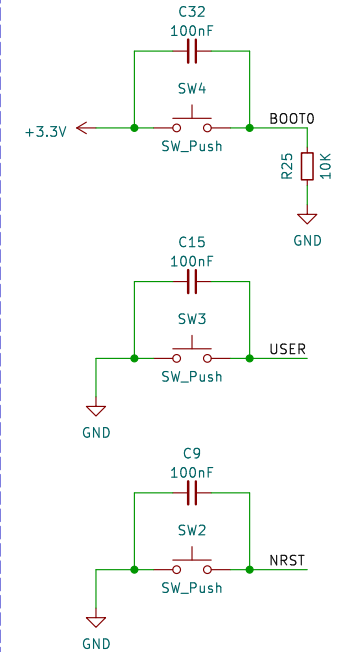 C32
100nF
SW4
+3.3V
BOOT0
SW_Push
R25
10K
GND
C15
100nF
SW3
USER
SW_Push
GND
C9
100nF
SW2
NRST
SW_Push
GND